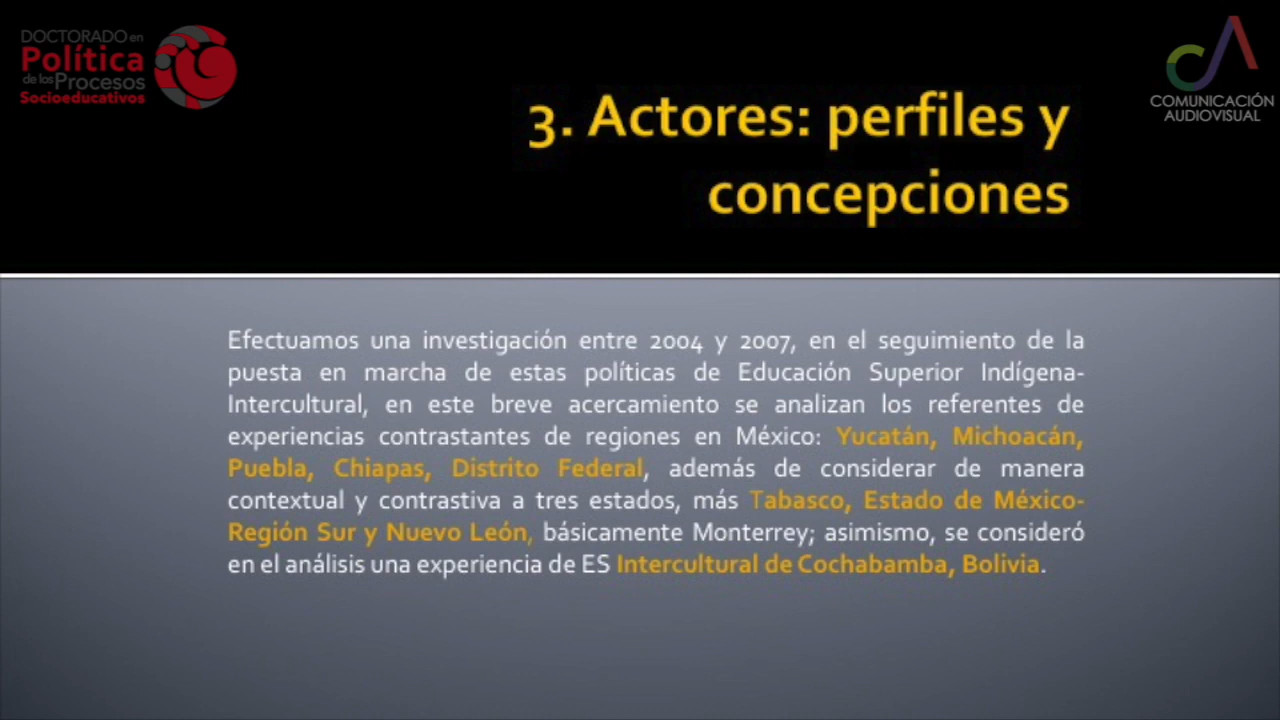 DOCTORADO en
Política
de los Procesos
Socioeducativos
COMUNICACIÓN
AUDIOVISUAL
3. Actores: perfiles y
concepciones
Efectuamos una investigación entre 2004 y 2007, en el seguimiento de la
puesta en marcha de estas políticas de Educación Superior Indígena-
Intercultural, en este breve acercamiento se analizan los referentes de
experiencias contrastantes de regiones en México: Yucatán, Michoacán,
Puebla, Chiapas, Distrito Federal, además de considerar de manera
contextual y contrastiva a tres estados, más Tabasco, Estado de México-
Región Sur y Nuevo León, básicamente Monterrey; asimismo, se consideró
en el análisis una experiencia de ES Intercultural de Cochabamba, Bolivia.